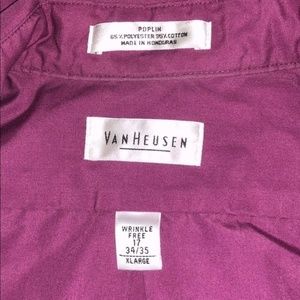 POPLIN
65% POLYESTER 35% COTTON
MADE IN HONDURAS
VAN HEUSEN
WRINKLE
FREE
17
34/35
XLARGE